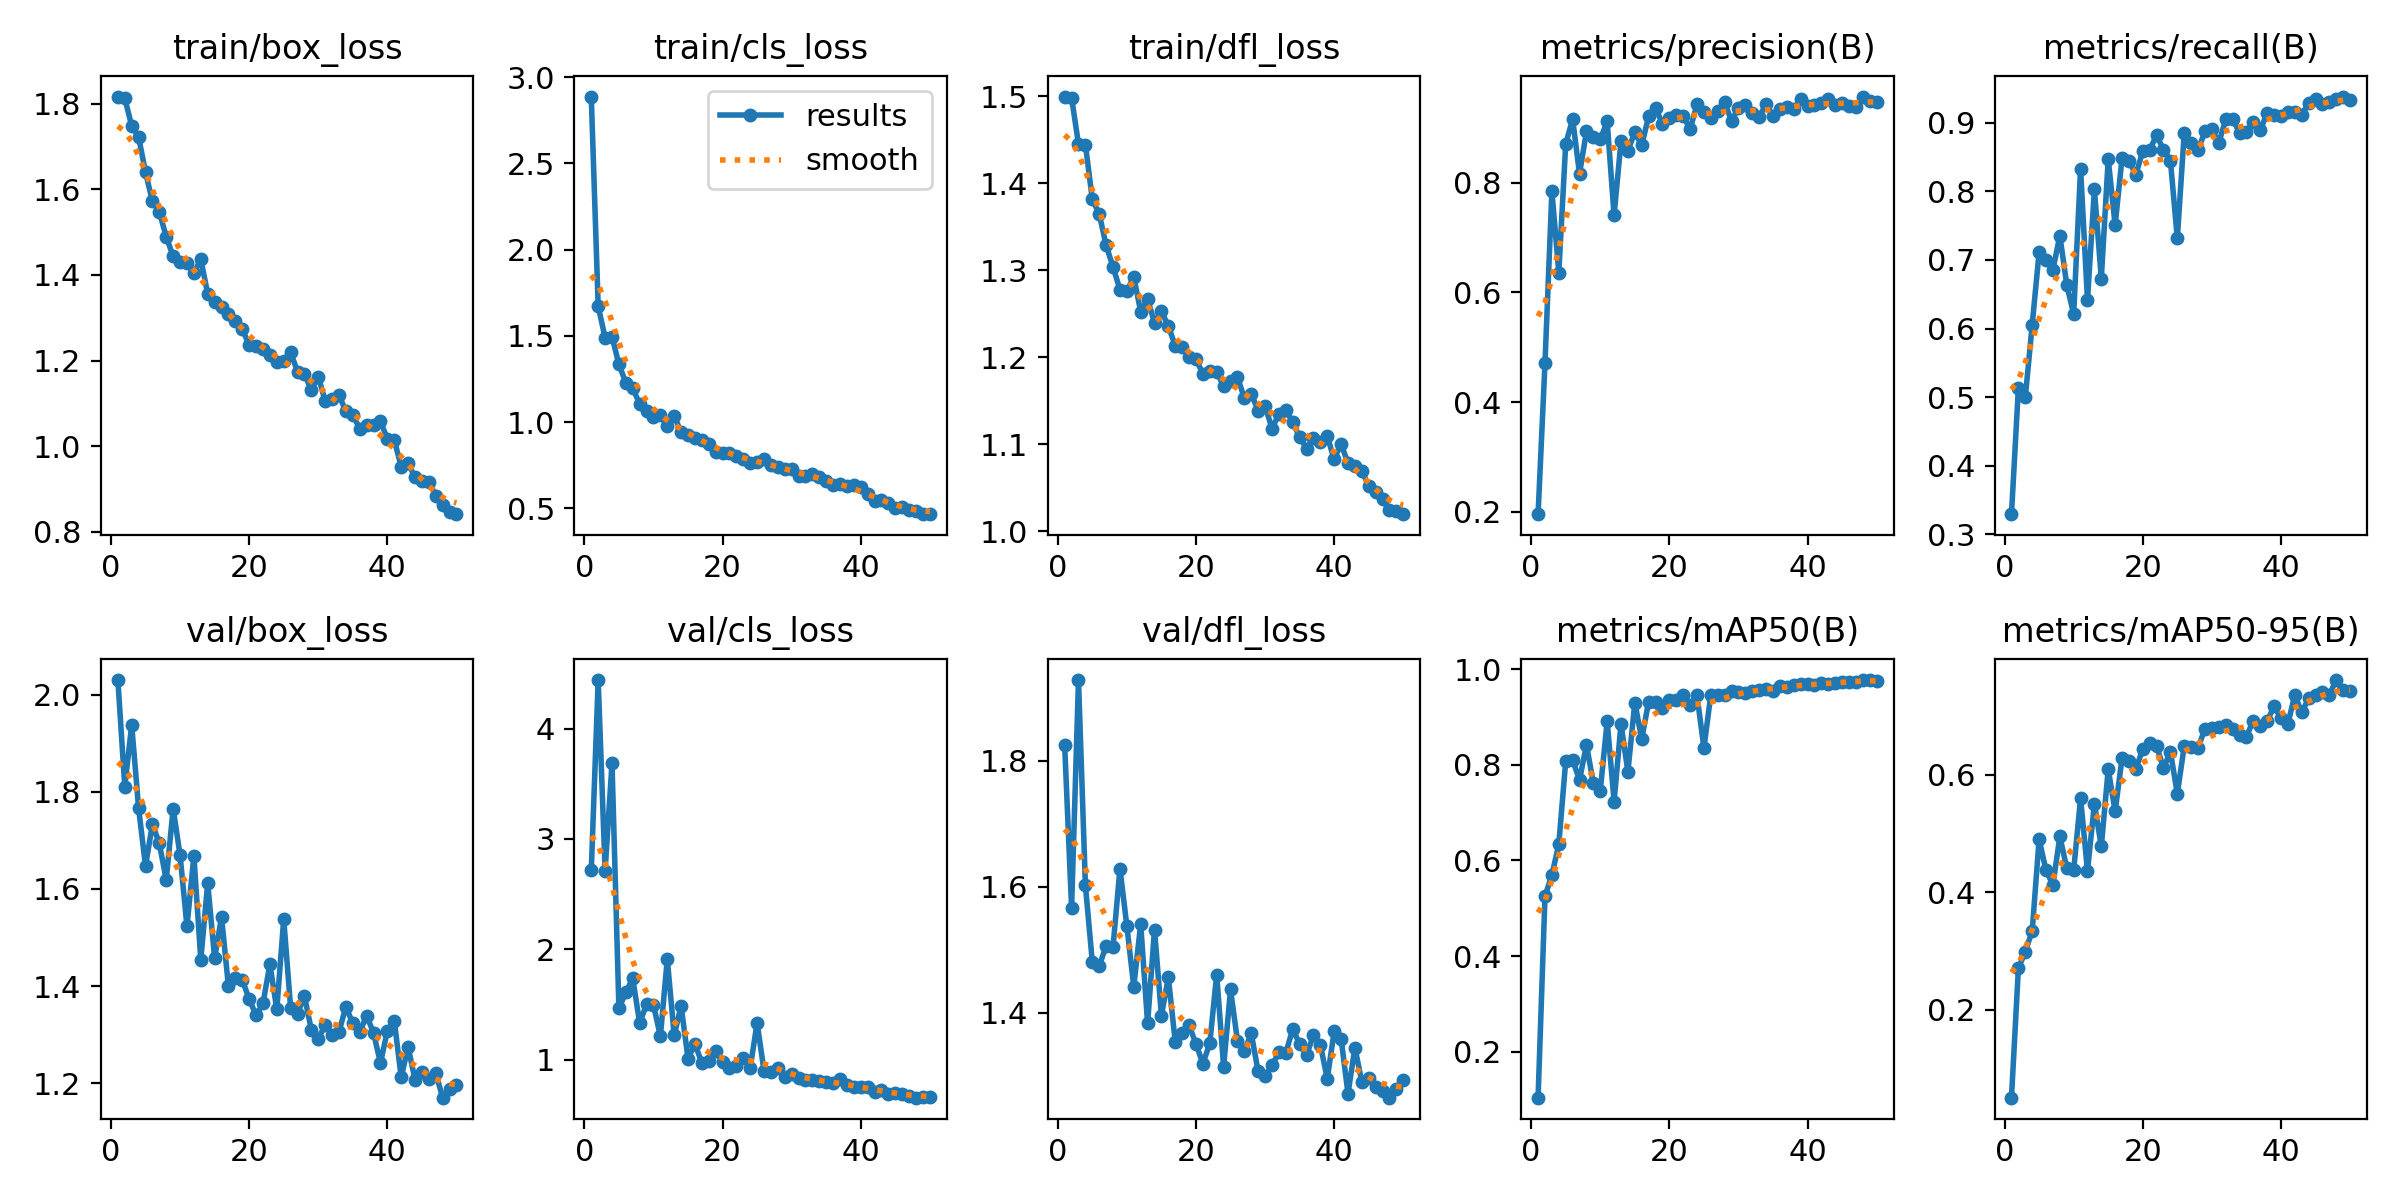 train/box_loss
1.8
1.6
1.4
1.2
1.0
0.8
0 20 40
train/cls_loss
results
smooth
3.0
2.5
2.0
1.5
1.0
0.5
0 20 40
train/dfl_loss
1.5
1.4
1.3
1.2
1.1
1.0
0 20 40
metrics/precision(B)
0.8
0.6
0.4
0.2
0 20 40
metrics/recall(B)
0.9
0.8
0.7
0.6
0.5
0.4
0.3
0 20 40
val/box_loss
2.0
1.8
1.6
1.4
1.2
0 20 40
val/cls_loss
4
3
2
1
0 20 40
val/dfl_loss
1.8
1.6
1.4
0 20 40
metrics/mAP50(B)
1.0
0.8
0.6
0.4
0.2
0 20 40
metrics/mAP50-95(B)
0.6
0.4
0.2
0 20 40